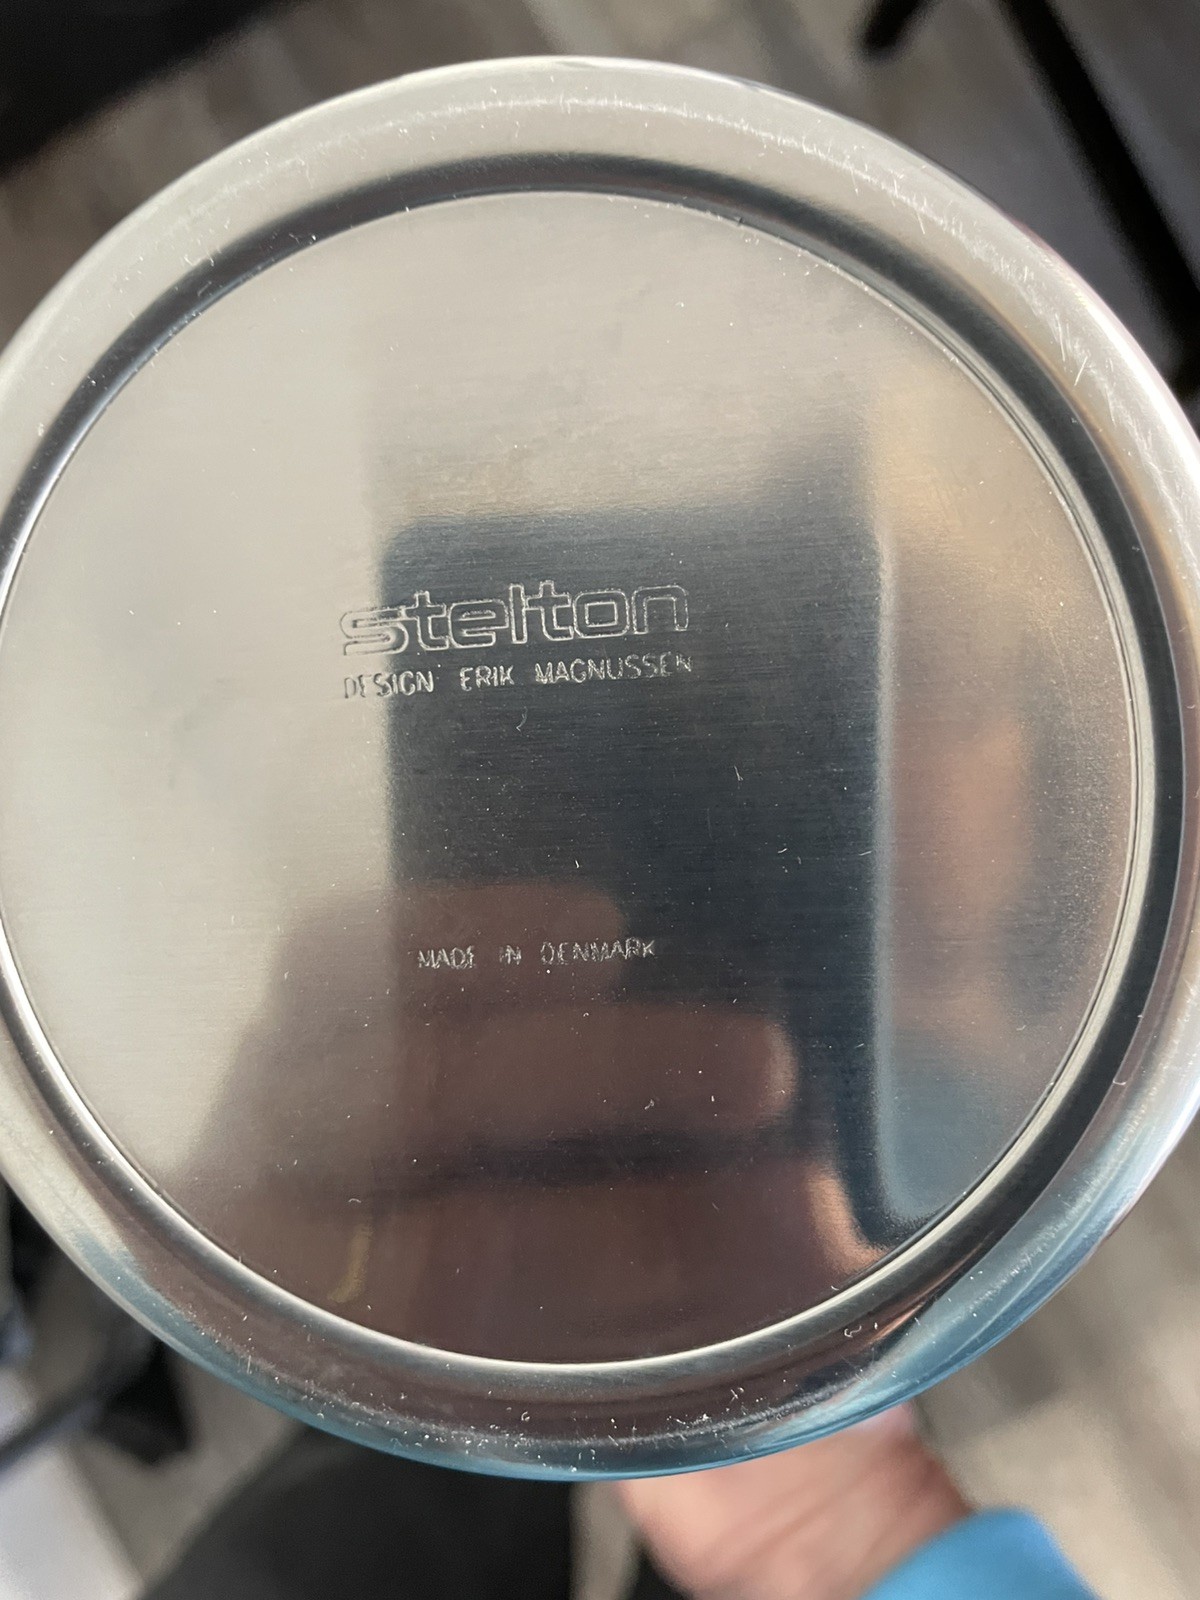 stelton
DESIGN ERIK MAGNUSSEN
MADE IN DENMARK